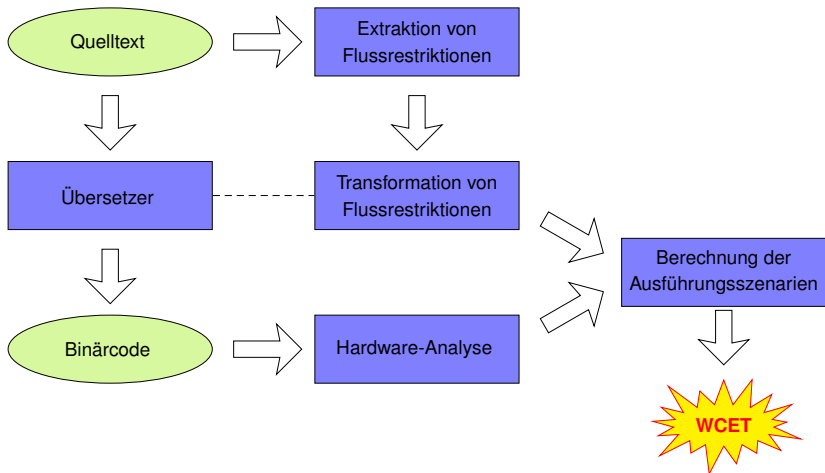 Quelltext
Extraktion von
Flussrestriktionen
Übersetzer
Transformation von
Flussrestriktionen
Berechnung der
Ausführungsszenarien
Binärcode
Hardware-Analyse
WCET